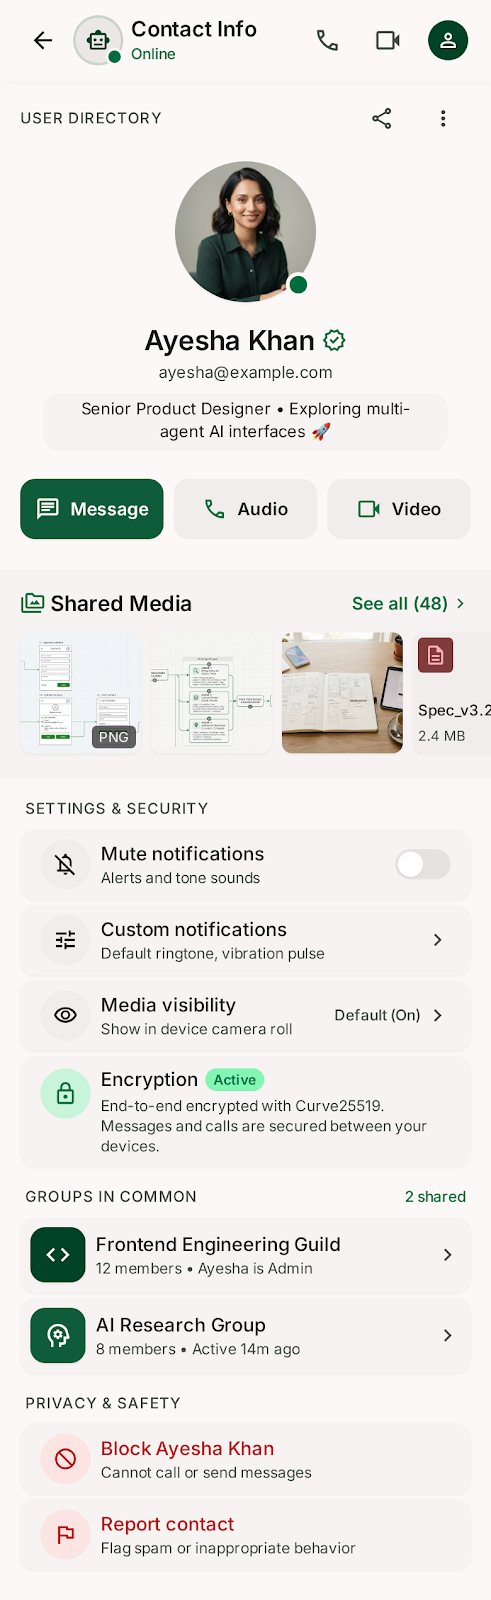 Contact Info
Online
USER DIRECTORY
Ayesha Khan
ayesha@example.com
Senior Product Designer • Exploring multi-
agent AI interfaces 🚀
Message
Audio
Video
Shared Media
See all (48)
PNG
Spec_v3.2
2.4 MB
SETTINGS & SECURITY
Mute notifications
Alerts and tone sounds
Custom notifications
Default ringtone, vibration pulse
Media visibility
Show in device camera roll
Default (On)
Encryption
Active
End-to-end encrypted with Curve25519.
Messages and calls are secured between your
devices.
GROUPS IN COMMON
2 shared
Frontend Engineering Guild
12 members • Ayesha is Admin
AI Research Group
8 members • Active 14m ago
PRIVACY & SAFETY
Block Ayesha Khan
Cannot call or send messages
Report contact
Flag spam or inappropriate behavior